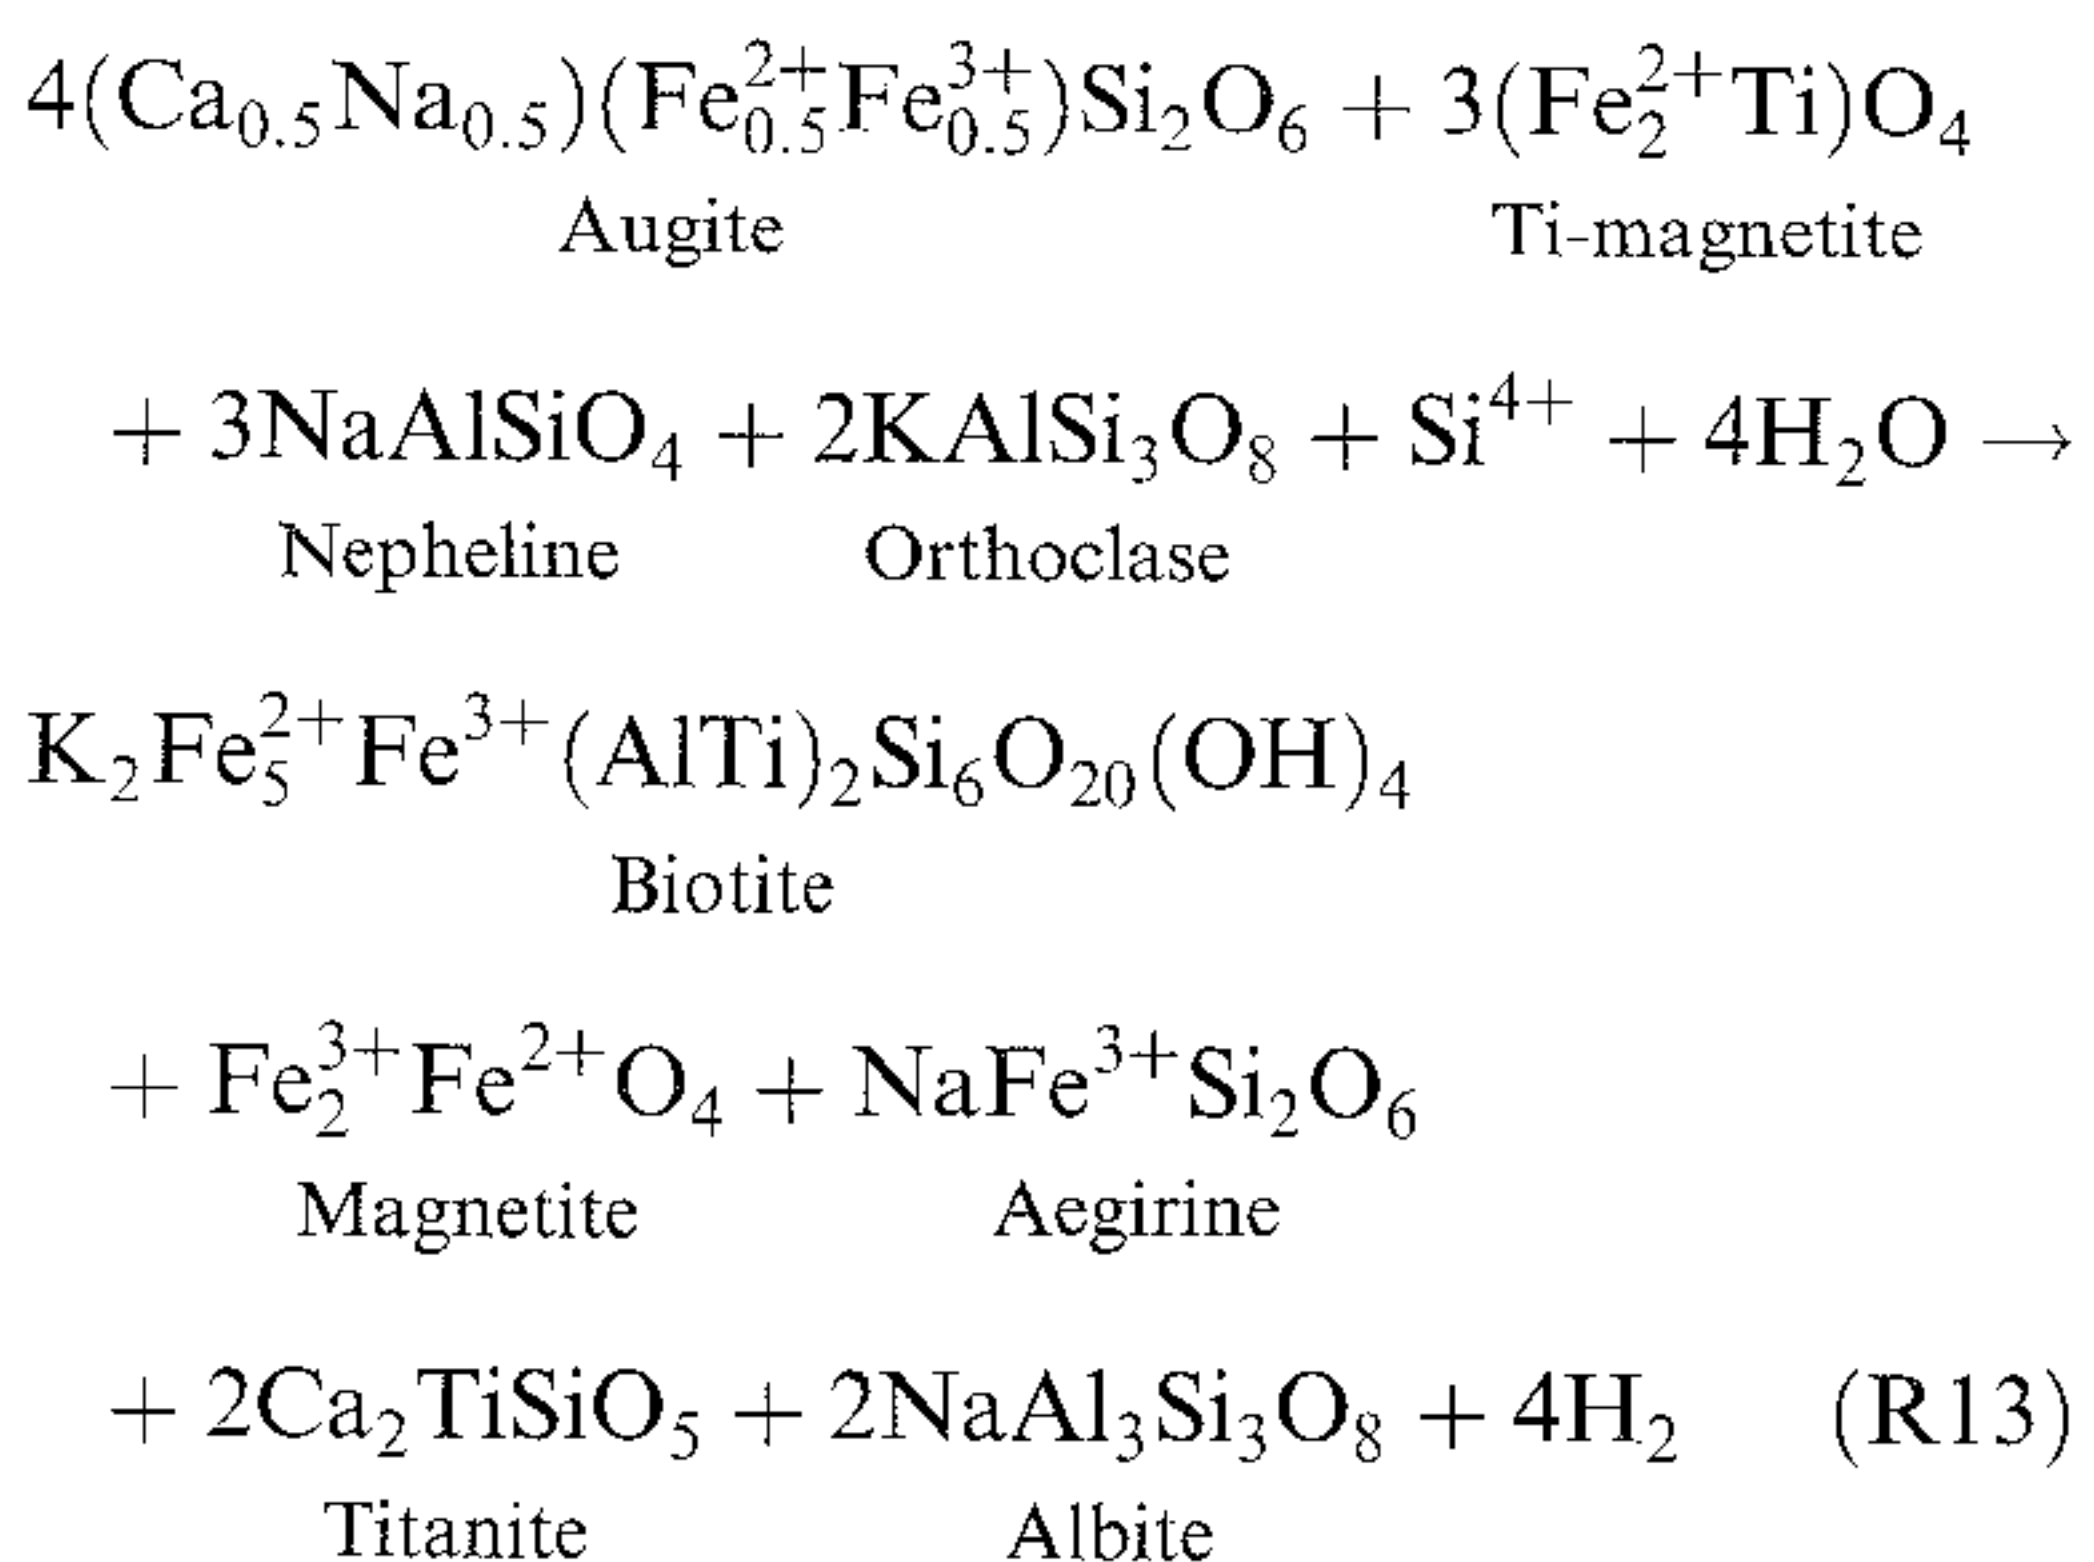 4(Ca₀.₅Na₀.₅)(Fe²⁺₀.₅Fe³⁺₀.₅)Si₂O₆ + 3(Fe²⁺₂Ti)O₄
Augite Ti-magnetite
+ 3NaAlSiO₄ + 2KAlSi₃O₈ + Si⁴⁺ + 4H₂O →
Nepheline Orthoclase
K₂Fe²⁺₅Fe³⁺(AlTi)₂Si₆O₂₀(OH)₄
Biotite
+ Fe³⁺₂Fe²⁺O₄ + NaFe³⁺Si₂O₆
Magnetite Aegirine
+ 2Ca₂TiSiO₅ + 2NaAl₃Si₃O₈ + 4H₂ (R13)
Titanite Albite